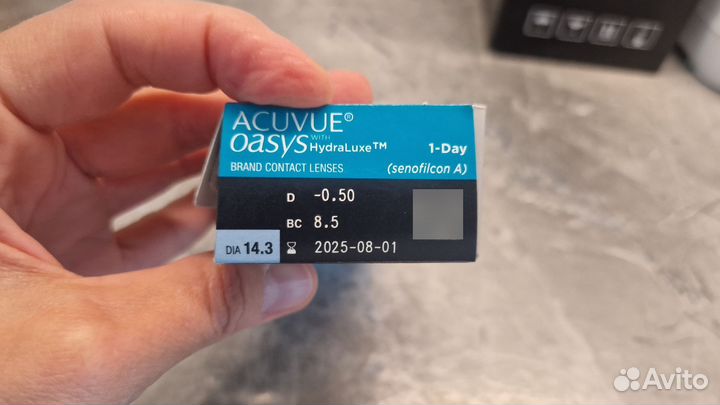 ACUVUE®
OASYS WITH HydraLuxe™ 1-Day
BRAND CONTACT LENSES (senofilcon A)
D -0.50
BC 8.5
DIA 14.3 2025-08-01
Avito